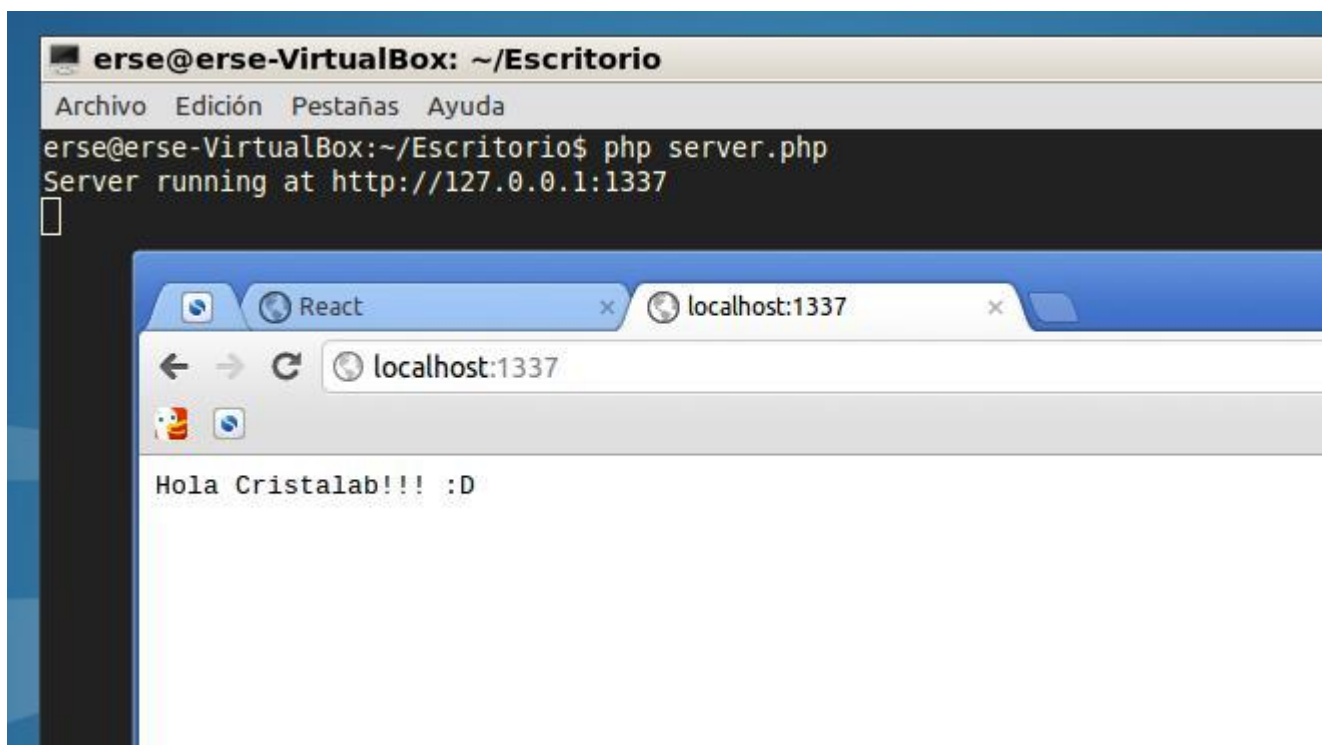 erse@erse-VirtualBox: ~/Escritorio
Archivo Edición Pestañas Ayuda
erse@erse-VirtualBox:~/Escritorio$ php server.php
Server running at http://127.0.0.1:1337
React localhost:1337
localhost:1337
Hola Cristalab!!! :D